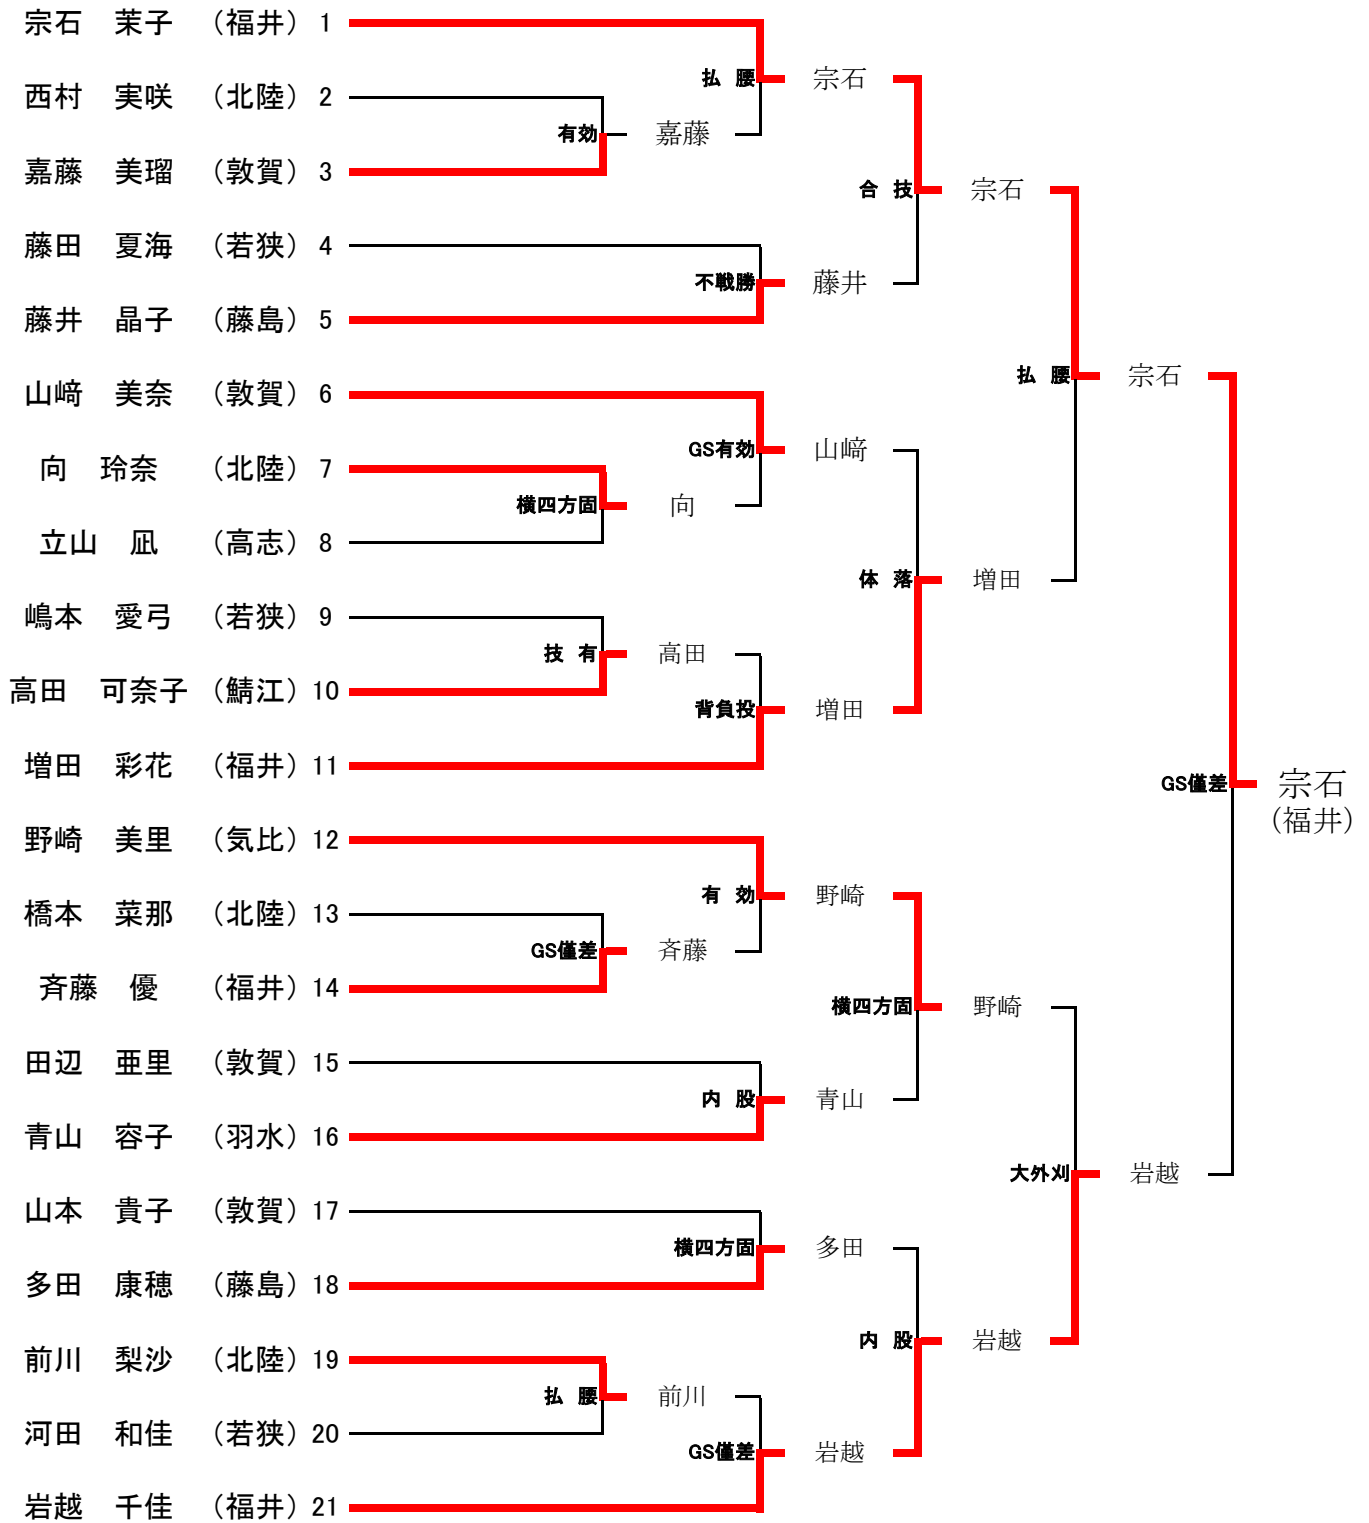 宗石　茉子　（福井） 1
払 腰　宗石
西村　実咲　（北陸） 2
有効　嘉藤
嘉藤　美瑠　（敦賀） 3
合 技　宗石
藤田　夏海　（若狭） 4
不戦勝　藤井
藤井　晶子　（藤島） 5
払 腰　宗石
山﨑　美奈　（敦賀） 6
GS有効　山﨑
向　玲奈　（北陸） 7
横四方固　向
立山　凪　（高志） 8
体 落　増田
嶋本　愛弓　（若狭） 9
技 有　高田
高田　可奈子　（鯖江） 10
背負投　増田
増田　彩花　（福井） 11
GS僅差　宗石
（福井）
野崎　美里　（気比） 12
有 効　野崎
橋本　菜那　（北陸） 13
GS僅差　斉藤
斉藤　優　（福井） 14
横四方固　野崎
田辺　亜里　（敦賀） 15
内 股　青山
青山　容子　（羽水） 16
大外刈　岩越
山本　貴子　（敦賀） 17
横四方固　多田
多田　康穂　（藤島） 18
内 股　岩越
前川　梨沙　（北陸） 19
払 腰　前川
河田　和佳　（若狭） 20
GS僅差　岩越
岩越　千佳　（福井） 21